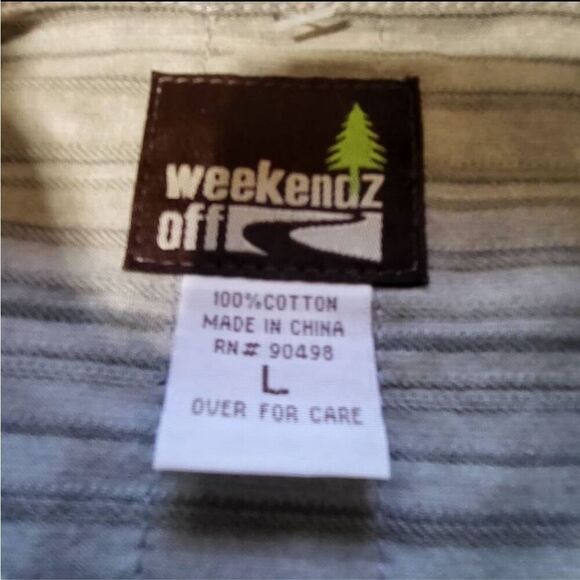 weekendz
off
100%COTTON
MADE IN CHINA
RN# 90498
L
OVER FOR CARE